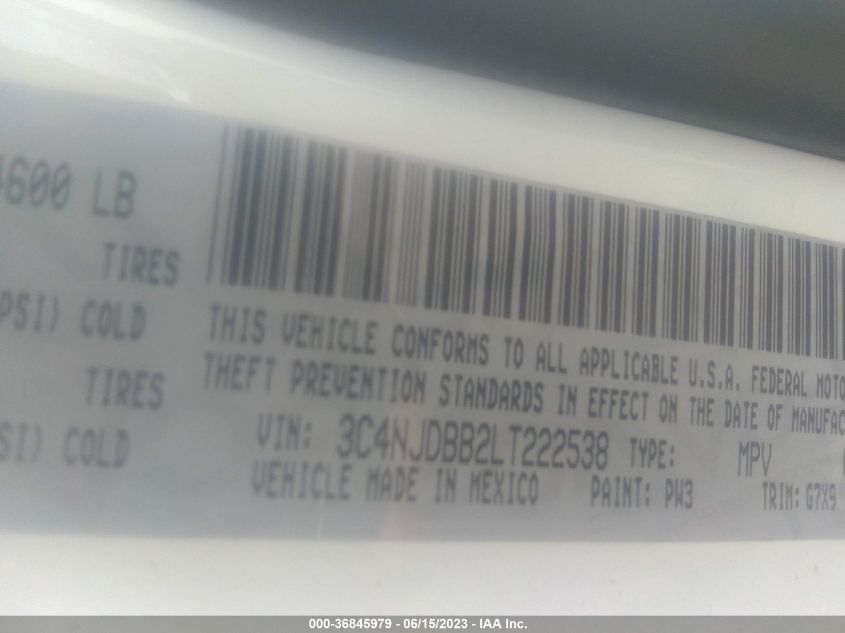 4600 LB
TIRES
PSI) COLD
TIRES
SI) COLD
THIS VEHICLE CONFORMS TO ALL APPLICABLE U.S.A. FEDERAL MOTO
THEFT PREVENTION STANDARDS IN EFFECT ON THE DATE OF MANUFAC
VIN: 3C4NJDBB2LT222538 TYPE: MPV
VEHICLE MADE IN MEXICO PAINT: PW3 TRIM: G7X9
000-36845979 - 06/15/2023 - IAA Inc.